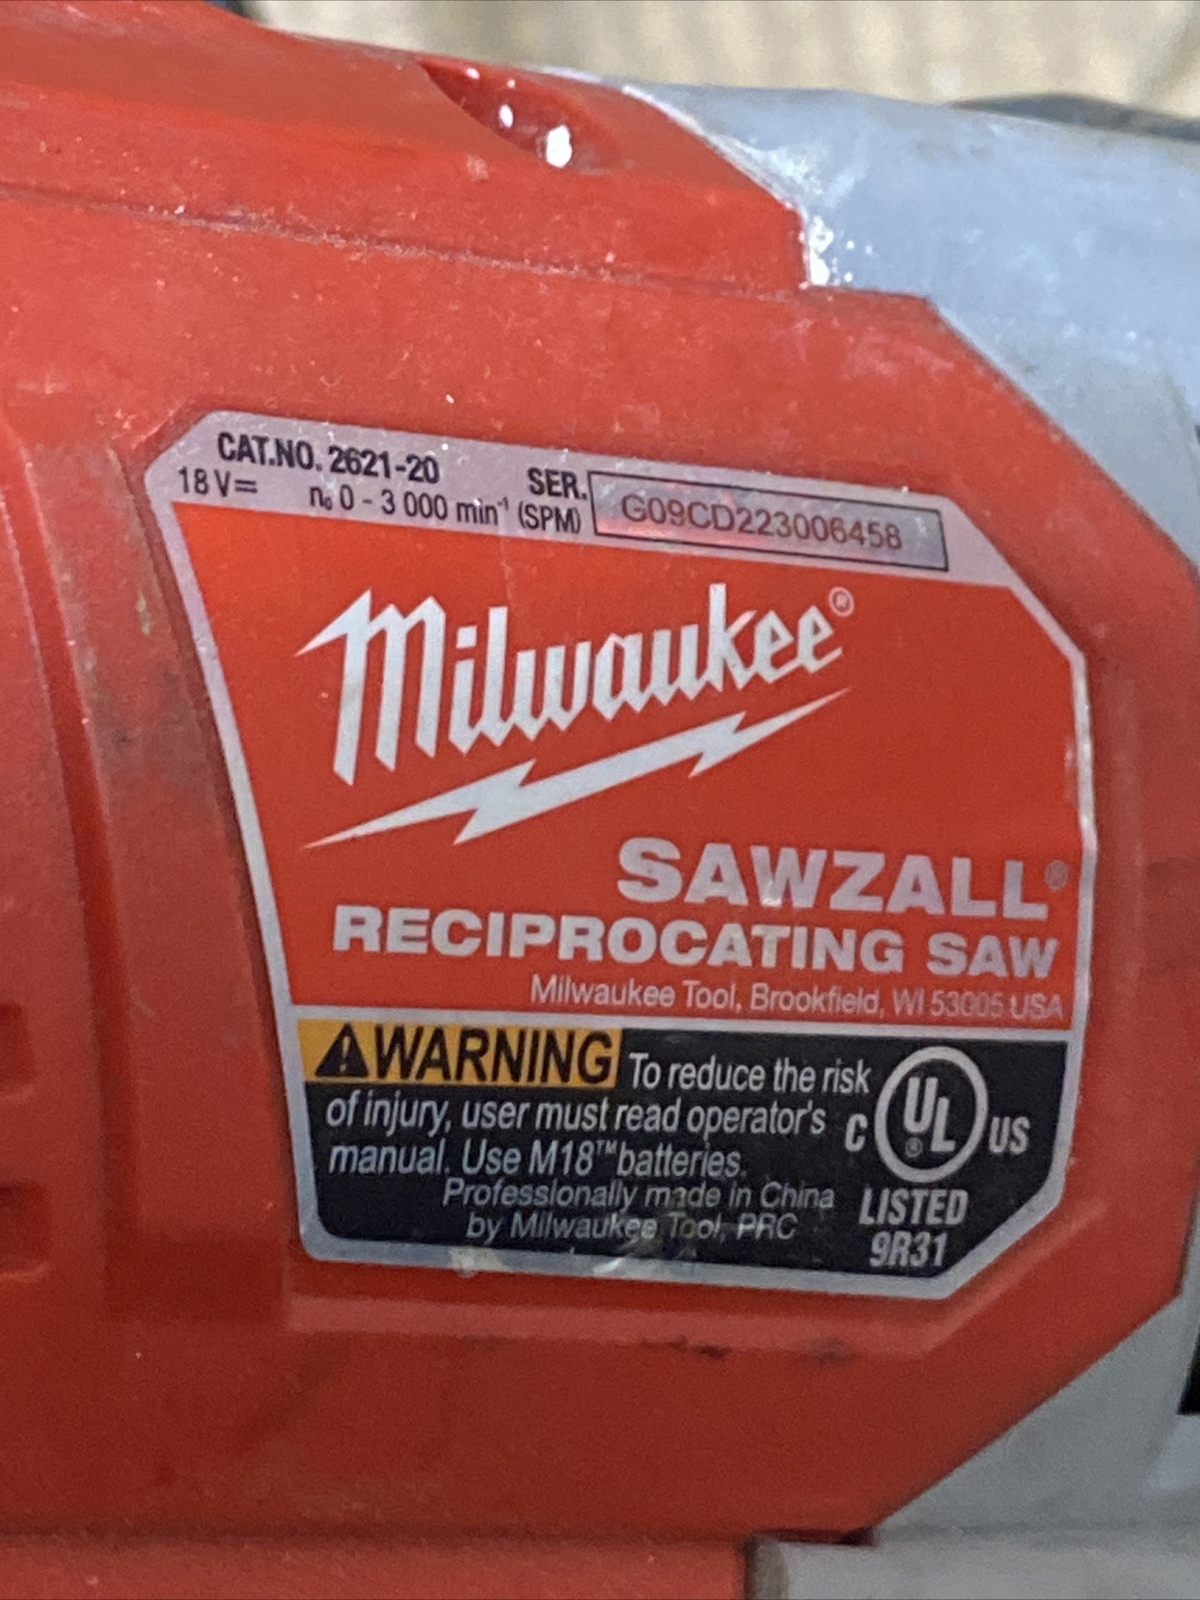 CAT.NO. 2621-20
SER. G09CD223006458
18 V⎓ n₀ 0 - 3 000 min⁻¹ (SPM)
Milwaukee®
SAWZALL®
RECIPROCATING SAW
Milwaukee Tool, Brookfield, WI 53005 USA
⚠WARNING To reduce the risk
of injury, user must read operator's
manual. Use M18™ batteries.
Professionally made in China
by Milwaukee Tool, PRC
C UL® US
LISTED
9R31